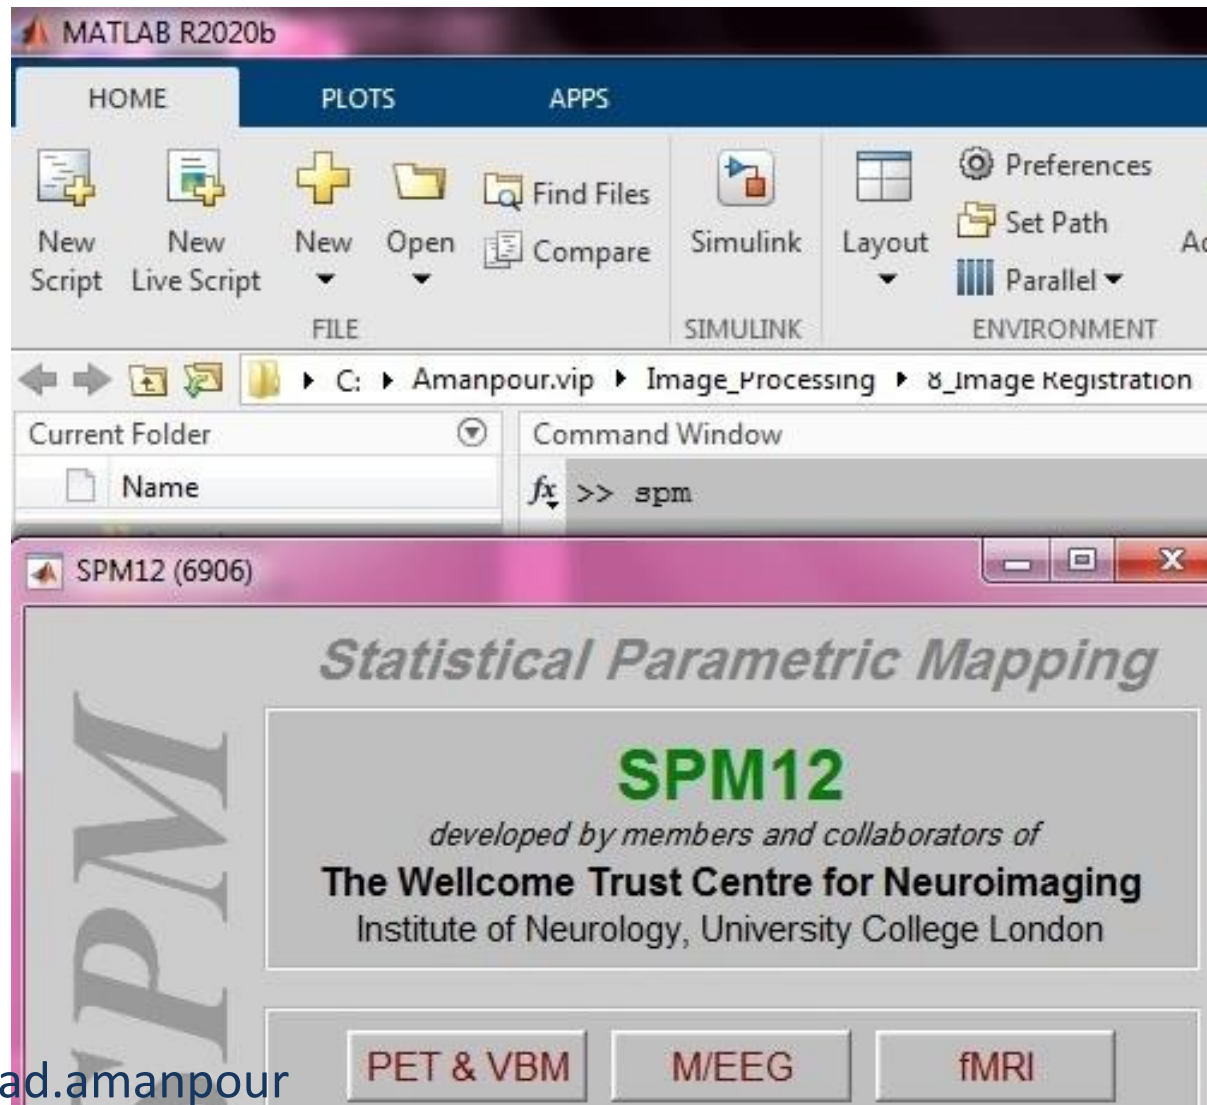 MATLAB R2020b
HOME PLOTS APPS
New Script
New Live Script
New
Open
Find Files
Compare
Simulink
Layout
Preferences
Set Path
Parallel
FILE SIMULINK ENVIRONMENT
C: Amanpour.vip Image_Processing 8_Image Registration
Current Folder
Command Window
Name
fx >> spm
SPM12 (6906)
Statistical Parametric Mapping
SPM
SPM12
developed by members and collaborators of
The Wellcome Trust Centre for Neuroimaging
Institute of Neurology, University College London
PET & VBM M/EEG fMRI
ad.amanpour